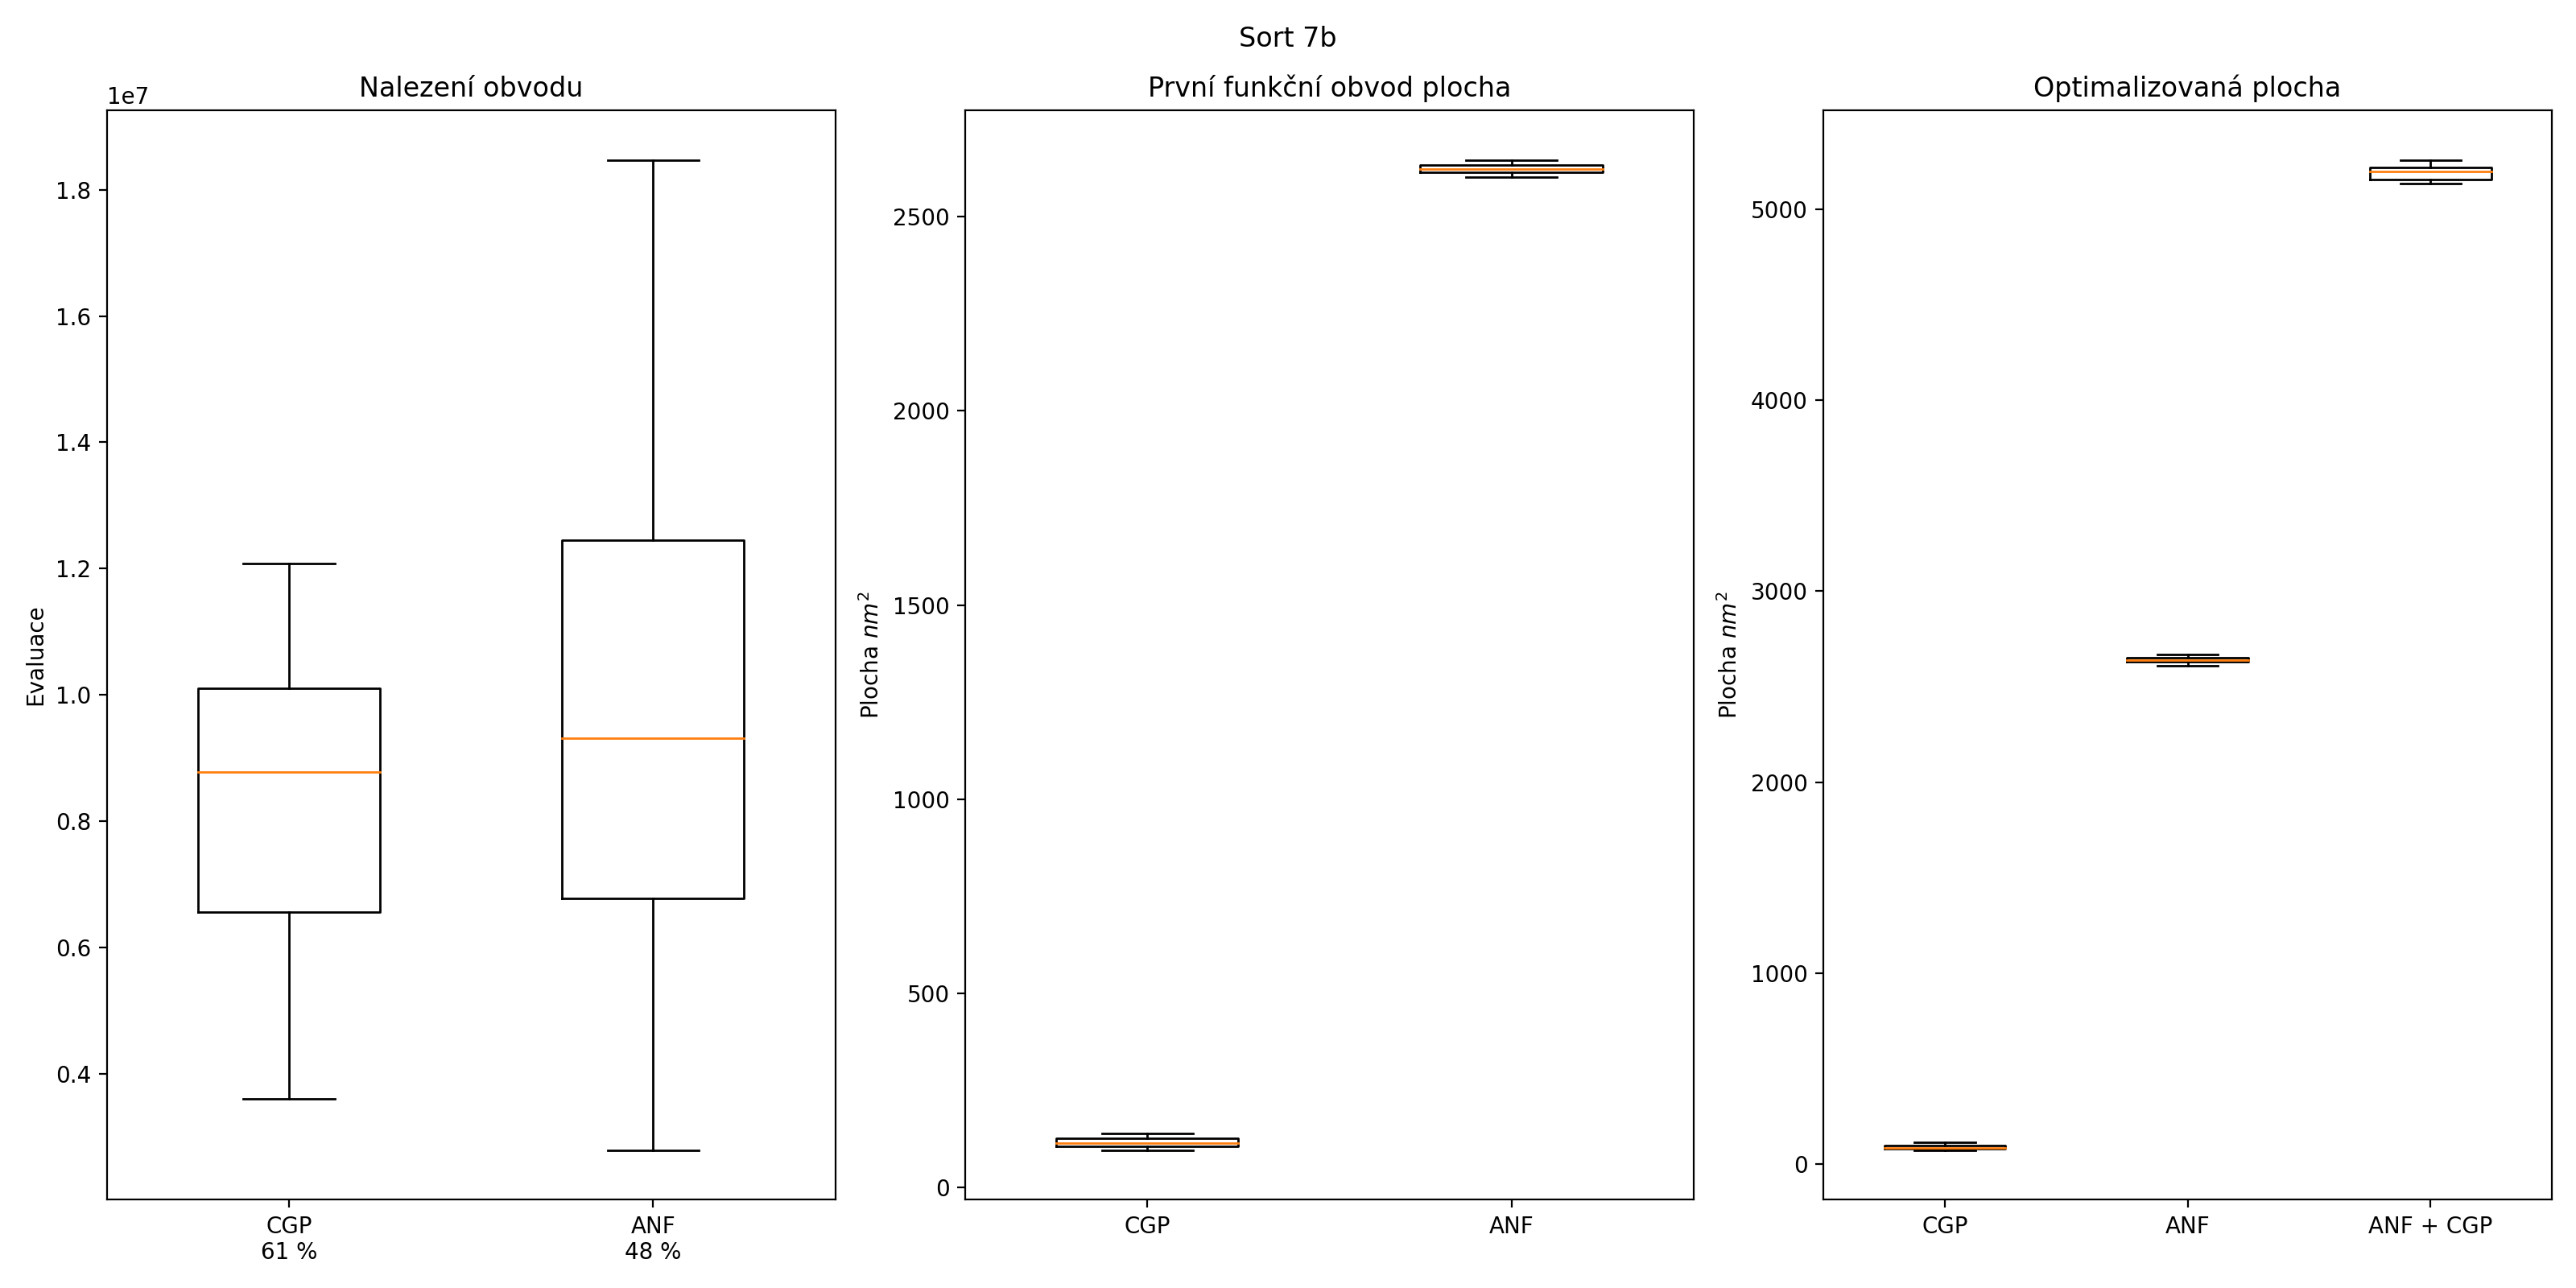 Sort 7b
Nalezení obvodu
1e7
Evaluace
1.8
1.6
1.4
1.2
1.0
0.8
0.6
0.4
CGP
61 %
ANF
48 %
První funkční obvod plocha
Plocha nm²
2500
2000
1500
1000
500
0
CGP
ANF
Optimalizovaná plocha
Plocha nm²
5000
4000
3000
2000
1000
0
CGP
ANF
ANF + CGP